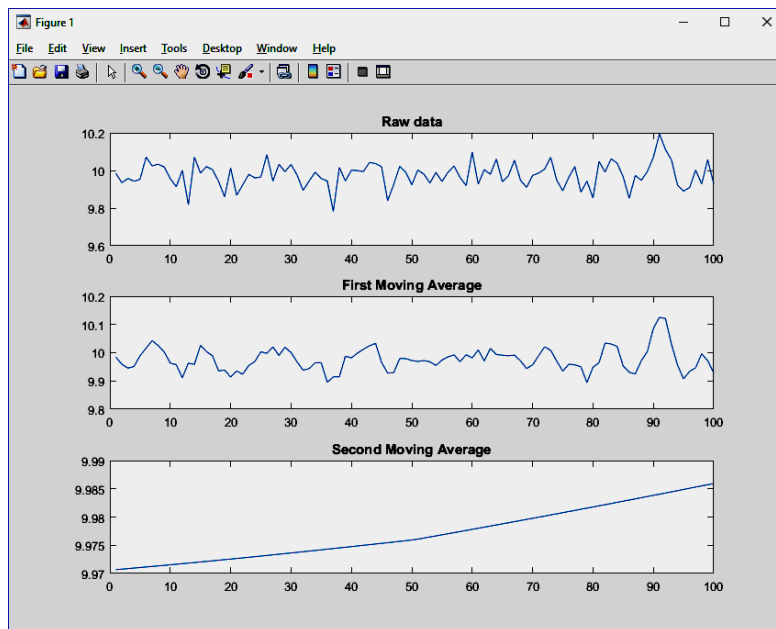 Figure 1
File Edit View Insert Tools Desktop Window Help
Raw data
10.2
10
9.8
9.6
0 10 20 30 40 50 60 70 80 90 100
First Moving Average
10.2
10.1
10
9.9
9.8
0 10 20 30 40 50 60 70 80 90 100
Second Moving Average
9.99
9.985
9.98
9.975
9.97
0 10 20 30 40 50 60 70 80 90 100